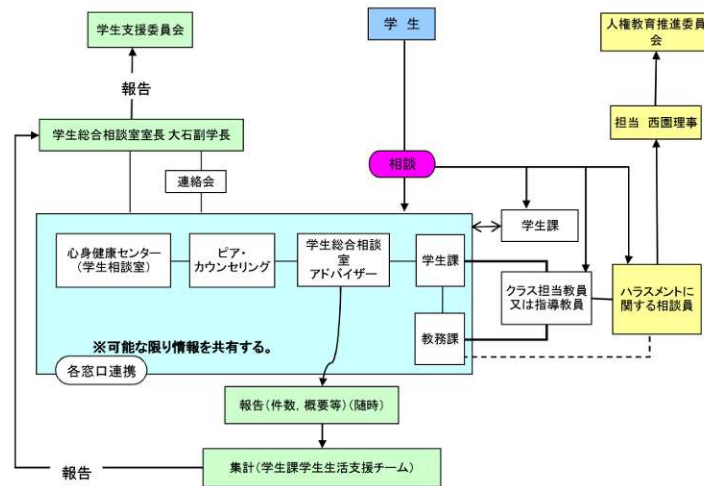 学生支援委員会
学 生
人権教育推進委員
会
報告
学生総合相談室室長 大石副学長
担当 西園理事
相談
連絡会
学生課
心身健康センター
(学生相談室)
ピア・
カウンセリング
学生総合相談
室
アドバイザー
学生課
クラス担当教員
又は指導教員
ハラスメントに
関する相談員
教務課
※可能な限り情報を共有する。
各窓口連携
報告(件数, 概要等)(随時)
報告
集計(学生課学生生活支援チーム)